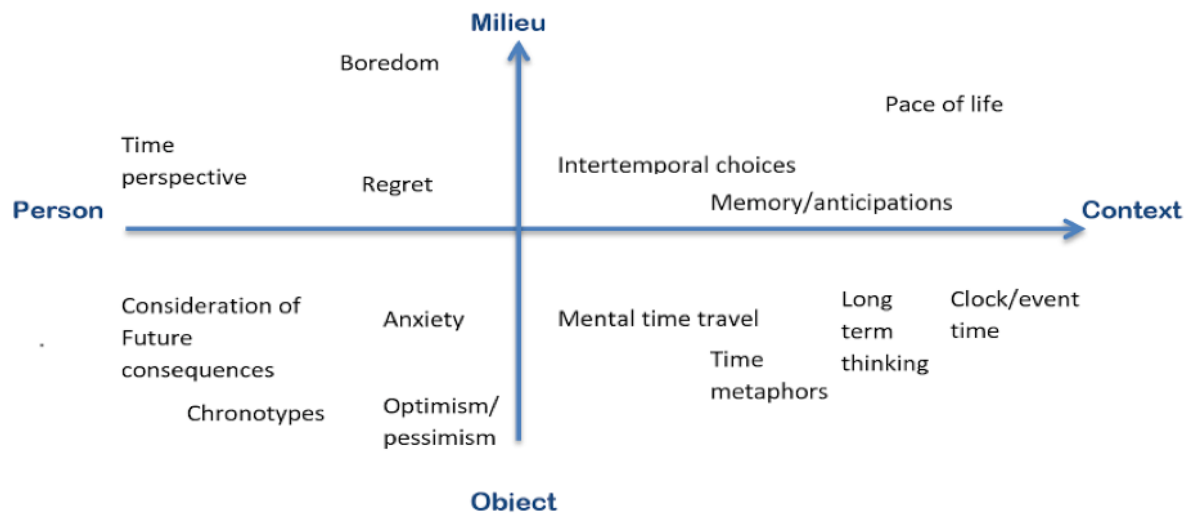 Milieu
Boredom
Pace of life
Time
perspective
Intertemporal choices
Regret
Memory/anticipations
Person
Context
Consideration of
Future
consequences
Anxiety
Mental time travel
Long
term
thinking
Clock/event
time
Time
metaphors
Chronotypes
Optimism/
pessimism
Object